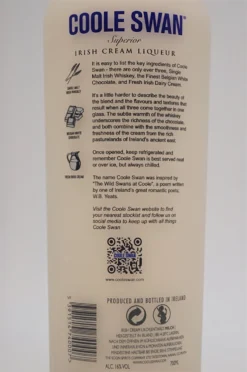 COOLE SWAN
Superior
IRISH CREAM LIQUEUR
It is easy to list the key ingredients of Coole
Swan - there are only ever three, Single
Malt Irish Whiskey, the Finest Belgian White
Chocolate, and Fresh Irish Dairy Cream.
It's a little harder to describe the beauty of
the blend and the flavours and textures that
result when all three come together in one
glass. The subtle warmth of the whiskey
underscores the richness of the chocolate
and both combine with the smoothness and
freshness of the cream from the rich
pasturelands of Ireland's ancient east.
Once opened, keep refrigerated and
remember Coole Swan is best served neat
or over ice, but always chilled.
The name Coole Swan was inspired by
"The Wild Swans at Coole", a poem written
by one of Ireland's great romantic poets,
W.B. Yeats.
Visit the Coole Swan website to find
your nearest stockist and follow us on
social media to keep up with all things
Coole Swan.
COOLE SWAN
www.cooleswan.com
PRODUCED AND BOTTLED IN IRELAND